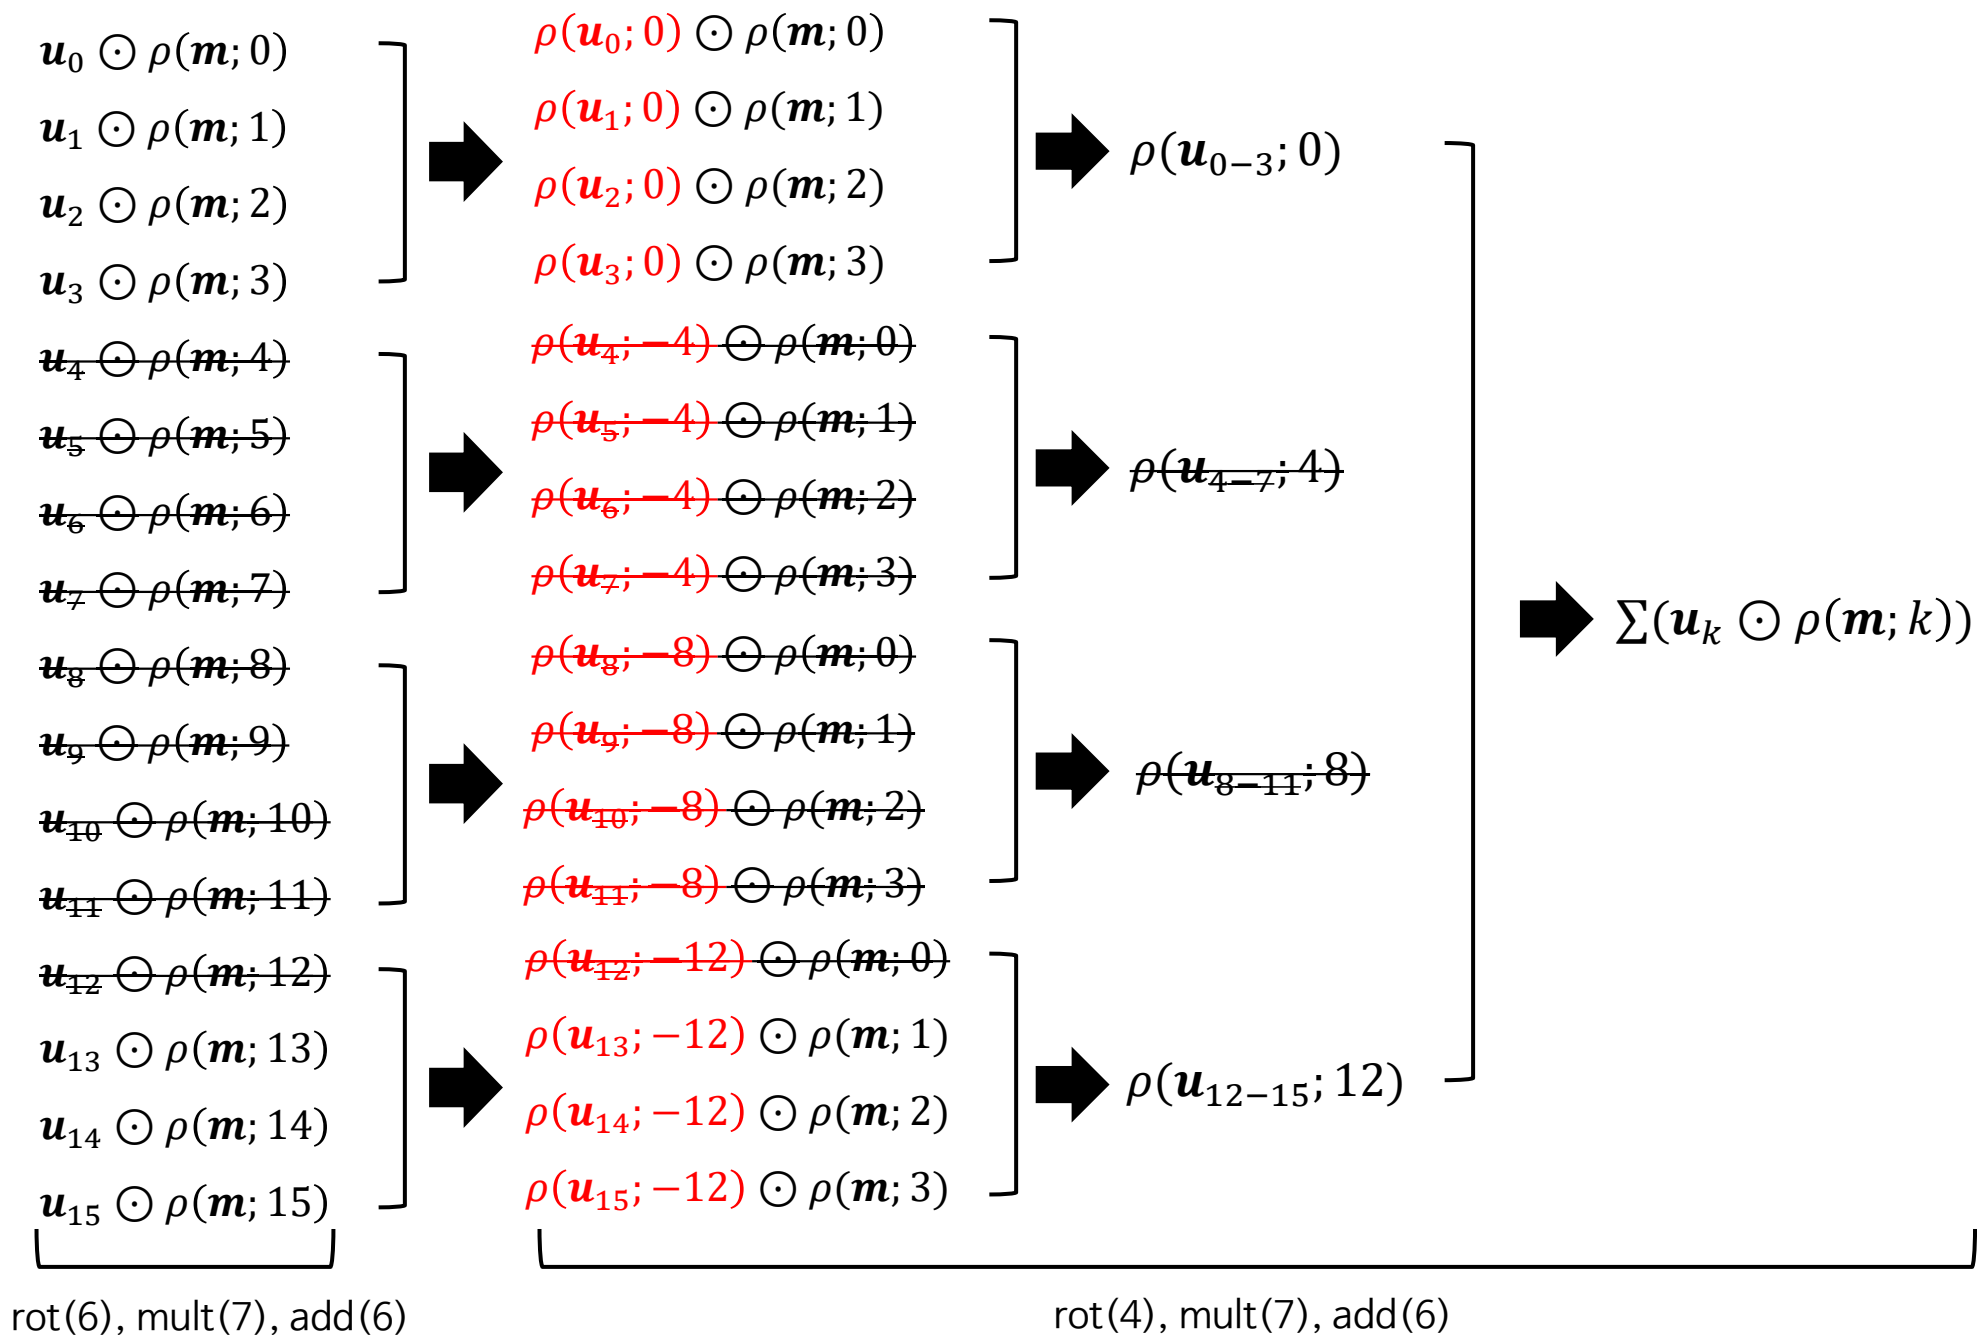 u₀ ⊙ ρ(m; 0)
u₁ ⊙ ρ(m; 1)
u₂ ⊙ ρ(m; 2)
u₃ ⊙ ρ(m; 3)
u₄ ⊙ ρ(m; 4)
u₅ ⊙ ρ(m; 5)
u₆ ⊙ ρ(m; 6)
u₇ ⊙ ρ(m; 7)
u₈ ⊙ ρ(m; 8)
u₉ ⊙ ρ(m; 9)
u₁₀ ⊙ ρ(m; 10)
u₁₁ ⊙ ρ(m; 11)
u₁₂ ⊙ ρ(m; 12)
u₁₃ ⊙ ρ(m; 13)
u₁₄ ⊙ ρ(m; 14)
u₁₅ ⊙ ρ(m; 15)
rot(6), mult(7), add(6)
ρ(u₀; 0) ⊙ ρ(m; 0)
ρ(u₁; 0) ⊙ ρ(m; 1)
ρ(u₂; 0) ⊙ ρ(m; 2)
ρ(u₃; 0) ⊙ ρ(m; 3)
ρ(u₄; −4) ⊙ ρ(m; 0)
ρ(u₅; −4) ⊙ ρ(m; 1)
ρ(u₆; −4) ⊙ ρ(m; 2)
ρ(u₇; −4) ⊙ ρ(m; 3)
ρ(u₈; −8) ⊙ ρ(m; 0)
ρ(u₉; −8) ⊙ ρ(m; 1)
ρ(u₁₀; −8) ⊙ ρ(m; 2)
ρ(u₁₁; −8) ⊙ ρ(m; 3)
ρ(u₁₂; −12) ⊙ ρ(m; 0)
ρ(u₁₃; −12) ⊙ ρ(m; 1)
ρ(u₁₄; −12) ⊙ ρ(m; 2)
ρ(u₁₅; −12) ⊙ ρ(m; 3)
ρ(u₀₋₃; 0)
ρ(u₄₋₇; 4)
ρ(u₈₋₁₁; 8)
ρ(u₁₂₋₁₅; 12)
∑(uₖ ⊙ ρ(m; k))
rot(4), mult(7), add(6)